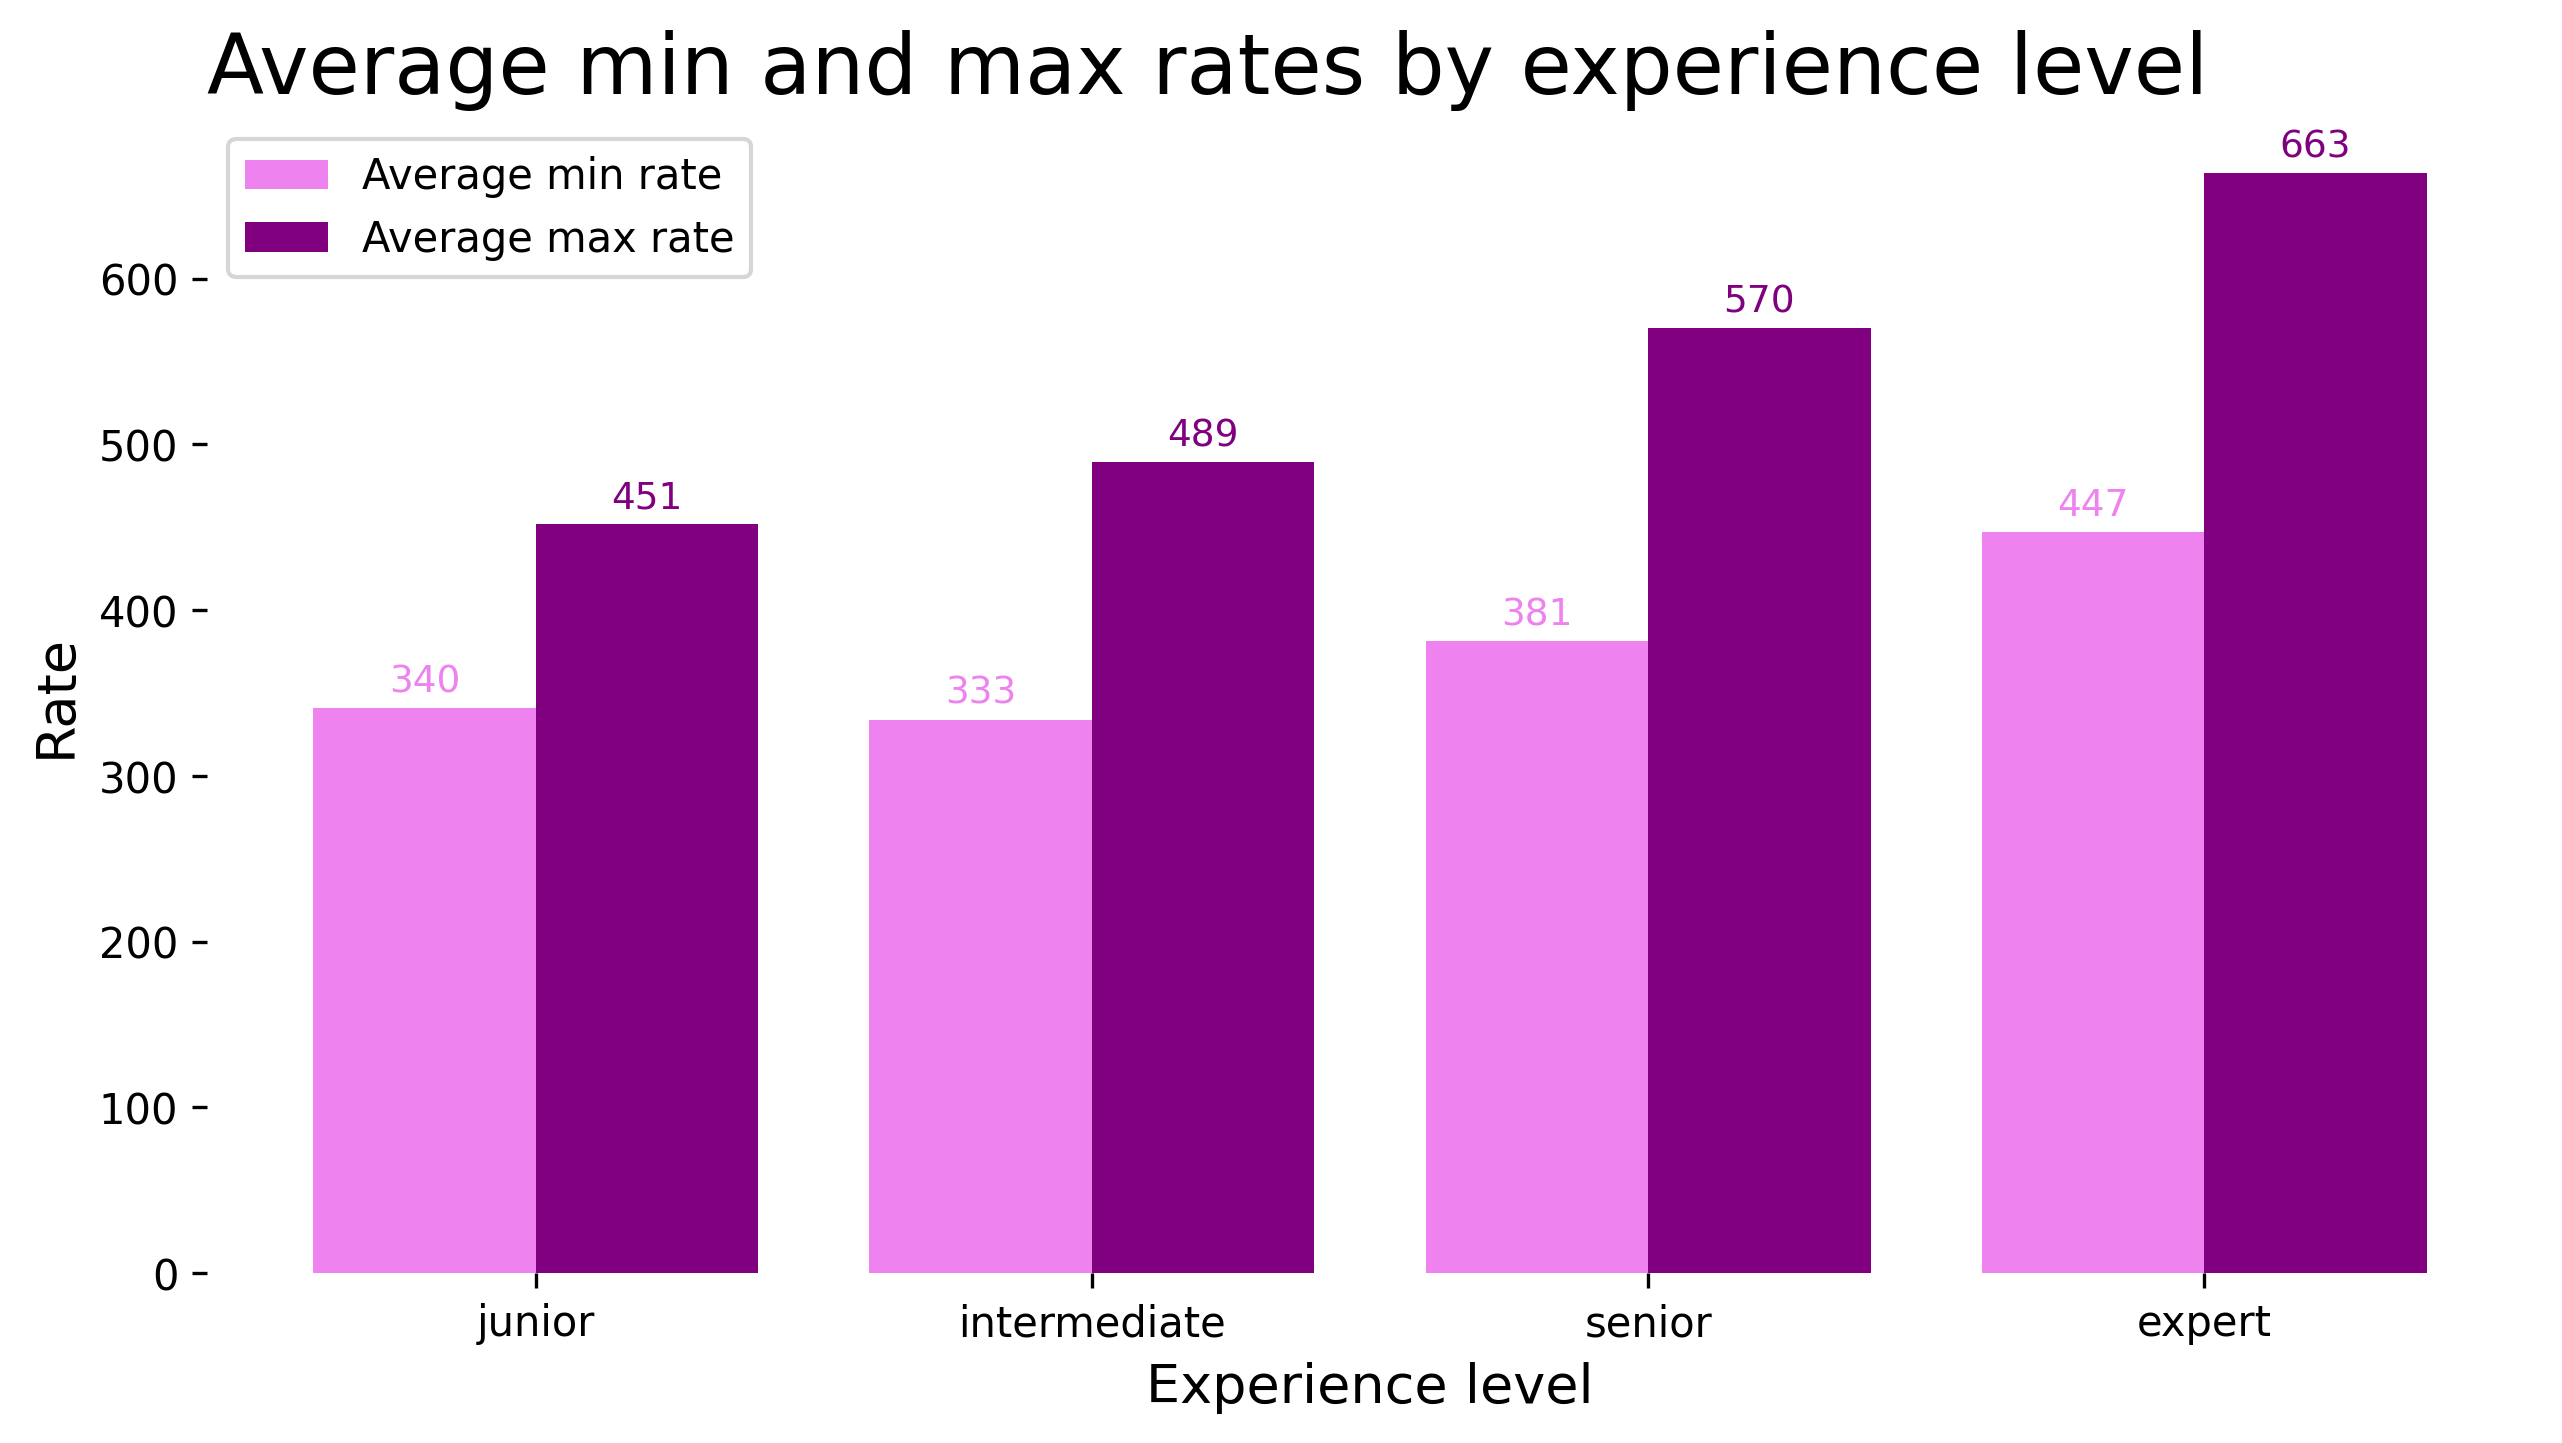 Average min and max rates by experience level
Average min rate
Average max rate
663
600
570
500
489
451
447
400
381
340
333
300
200
100
0
Rate
junior intermediate senior expert
Experience level